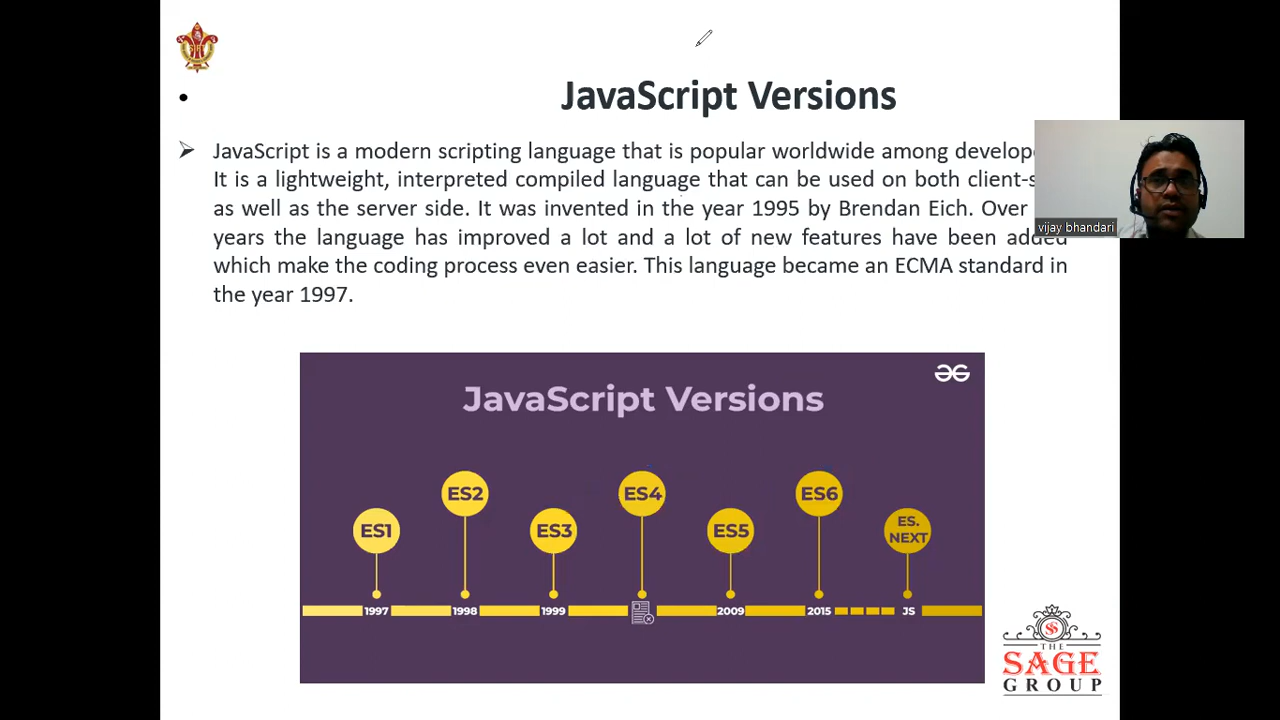 JavaScript Versions
JavaScript is a modern scripting language that is popular worldwide among develope
It is a lightweight, interpreted compiled language that can be used on both client-s
as well as the server side. It was invented in the year 1995 by Brendan Eich. Over
years the language has improved a lot and a lot of new features have been added
which make the coding process even easier. This language became an ECMA standard in
the year 1997.
vijay bhandari
JavaScript Versions
ES1
ES2
ES3
ES4
ES5
ES6
ES.
NEXT
1997
1998
1999
2009
2015
JS
THE
SAGE
GROUP